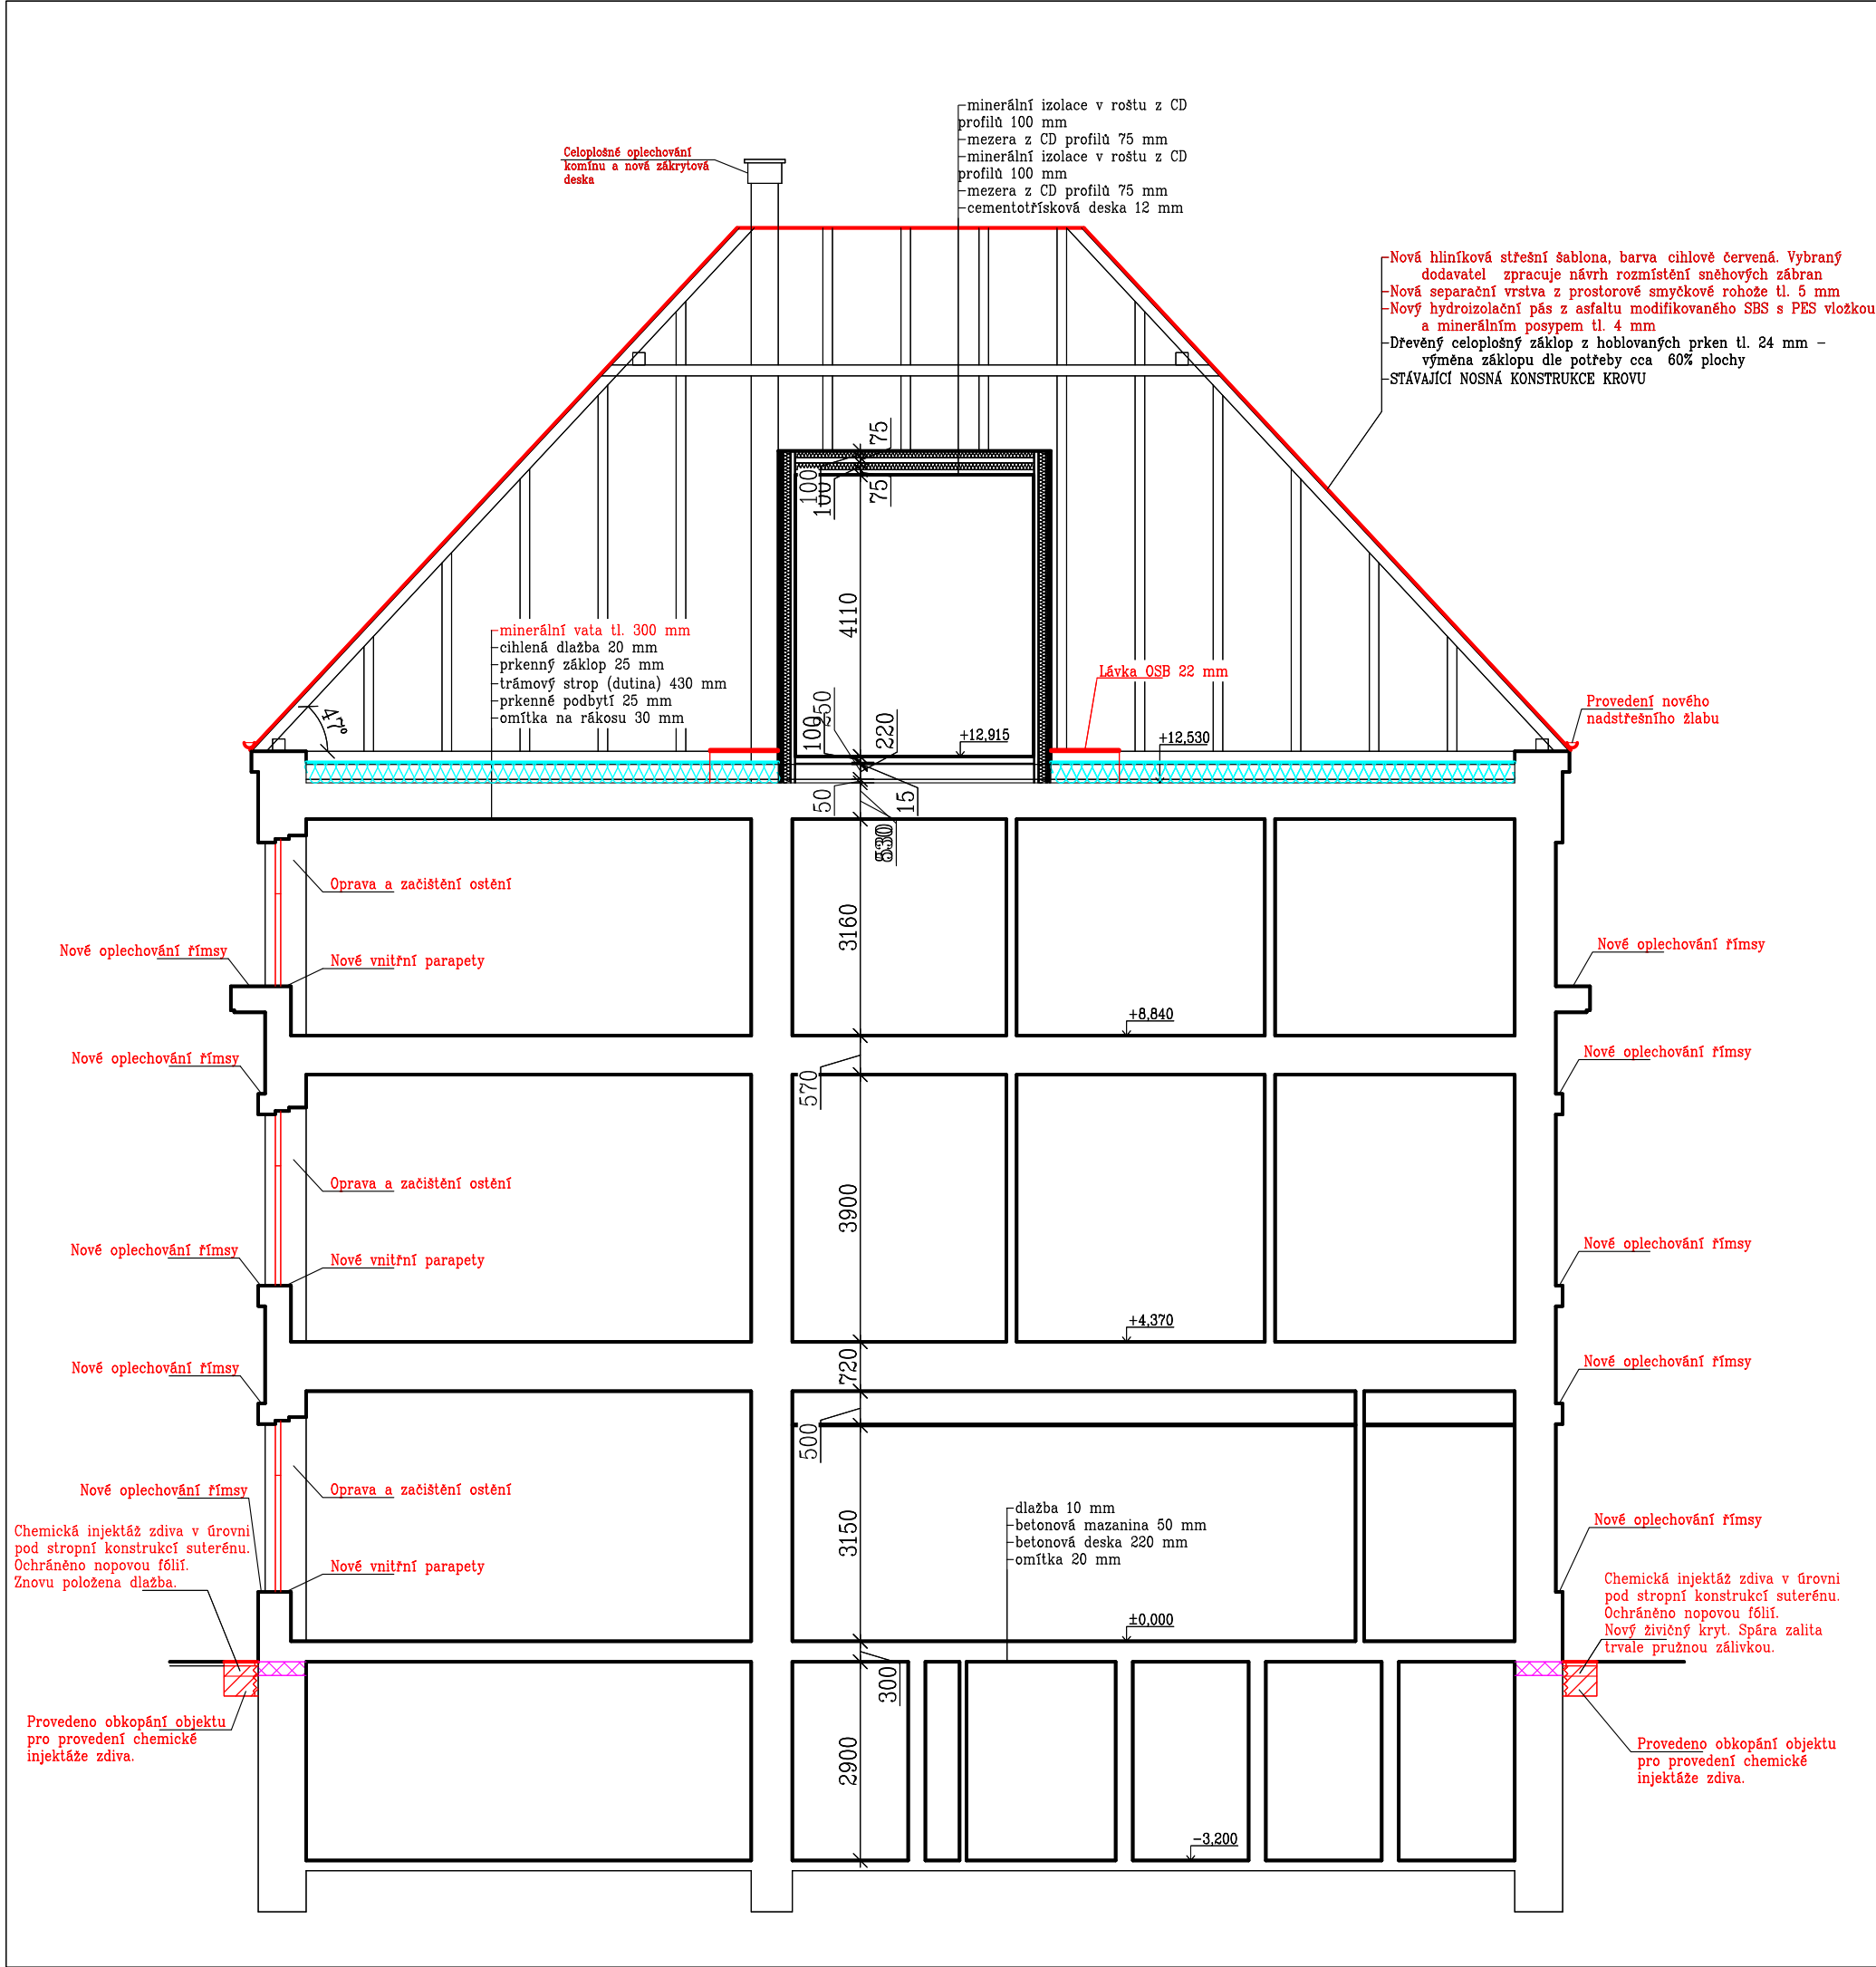 minerální izolace v roštu z CD
profilů 100 mm
mezera z CD profilů 75 mm
minerální izolace v roštu z CD
profilů 100 mm
mezera z CD profilů 75 mm
cementotřísková deska 12 mm
Celoplošné oplechování
komínu a nová zákrytová
deska
Nová hliníková střešní šablona, barva cihlově červená. Vybraný
dodavatel zpracuje návrh rozmístění sněhových zábran
Nová separační vrstva z prostorové smyčkové rohože tl. 5 mm
Nový hydroizolační pás z asfaltu modifikovaného SBS s PES vložkou
a minerálním posypem tl. 4 mm
Dřevěný celoplošný záklop z hoblovaných prken tl. 24 mm –
výměna záklopu dle potřeby cca 60% plochy
STÁVAJÍCÍ NOSNÁ KONSTRUKCE KROVU
75
100
100
75
4110
minerální vata tl. 300 mm
cihlená dlažba 20 mm
prkenný záklop 25 mm
trámový strop (dutina) 430 mm
prkenné podbytí 25 mm
omítka na rákosu 30 mm
Lávka OSB 22 mm
Provedení nového
nadstřešního žlabu
47°
100
220
+12,915
+12,530
50
15
530
Oprava a začištění ostění
3160
Nové oplechování římsy
Nové vnitřní parapety
Nové oplechování římsy
+8,840
Nové oplechování římsy
570
Nové oplechování římsy
Oprava a začištění ostění
3900
Nové oplechování římsy
Nové vnitřní parapety
Nové oplechování římsy
+4,370
Nové oplechování římsy
720
Nové oplechování římsy
500
Oprava a začištění ostění
Nové oplechování římsy
3150
dlažba 10 mm
betonová mazanina 50 mm
betonová deska 220 mm
omítka 20 mm
Nové oplechování římsy
Chemická injektáž zdiva v úrovni
pod stropní konstrukcí suterénu.
Ochráněno nopovou fólií.
Znovu položena dlažba.
Nové vnitřní parapety
Chemická injektáž zdiva v úrovni
pod stropní konstrukcí suterénu.
Ochráněno nopovou fólií.
Nový živičný kryt. Spára zalita
trvale pružnou zálivkou.
±0,000
300
Provedeno obkopání objektu
pro provedení chemické
injektáže zdiva.
2900
Provedeno obkopání objektu
pro provedení chemické
injektáže zdiva.
-3,200